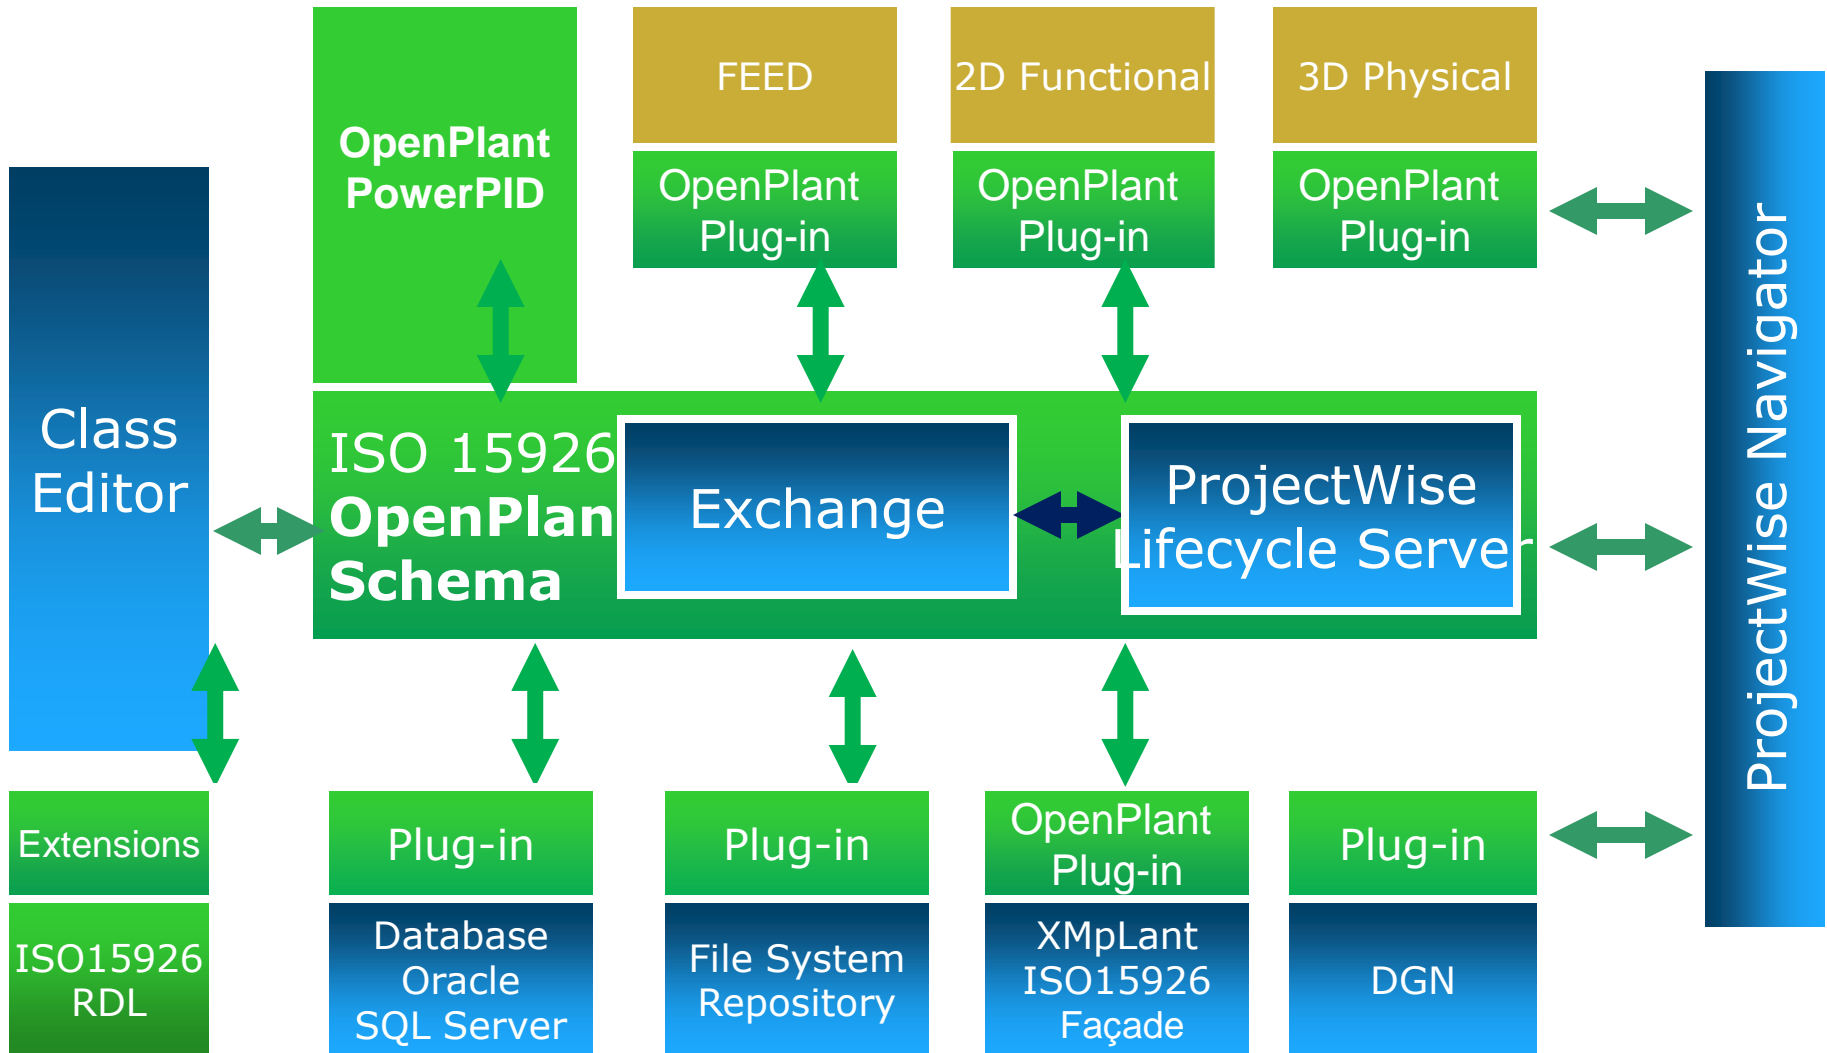 OpenPlant
PowerPID
FEED
2D Functional
3D Physical
OpenPlant
Plug-in
OpenPlant
Plug-in
OpenPlant
Plug-in
Class
Editor
ISO 15926
OpenPlan
Schema
Exchange
ProjectWise
Lifecycle Server
ProjectWise Navigator
Extensions
Plug-in
Plug-in
OpenPlant
Plug-in
Plug-in
ISO15926
RDL
Database
Oracle
SQL Server
File System
Repository
XMpLant
ISO15926
Façade
DGN